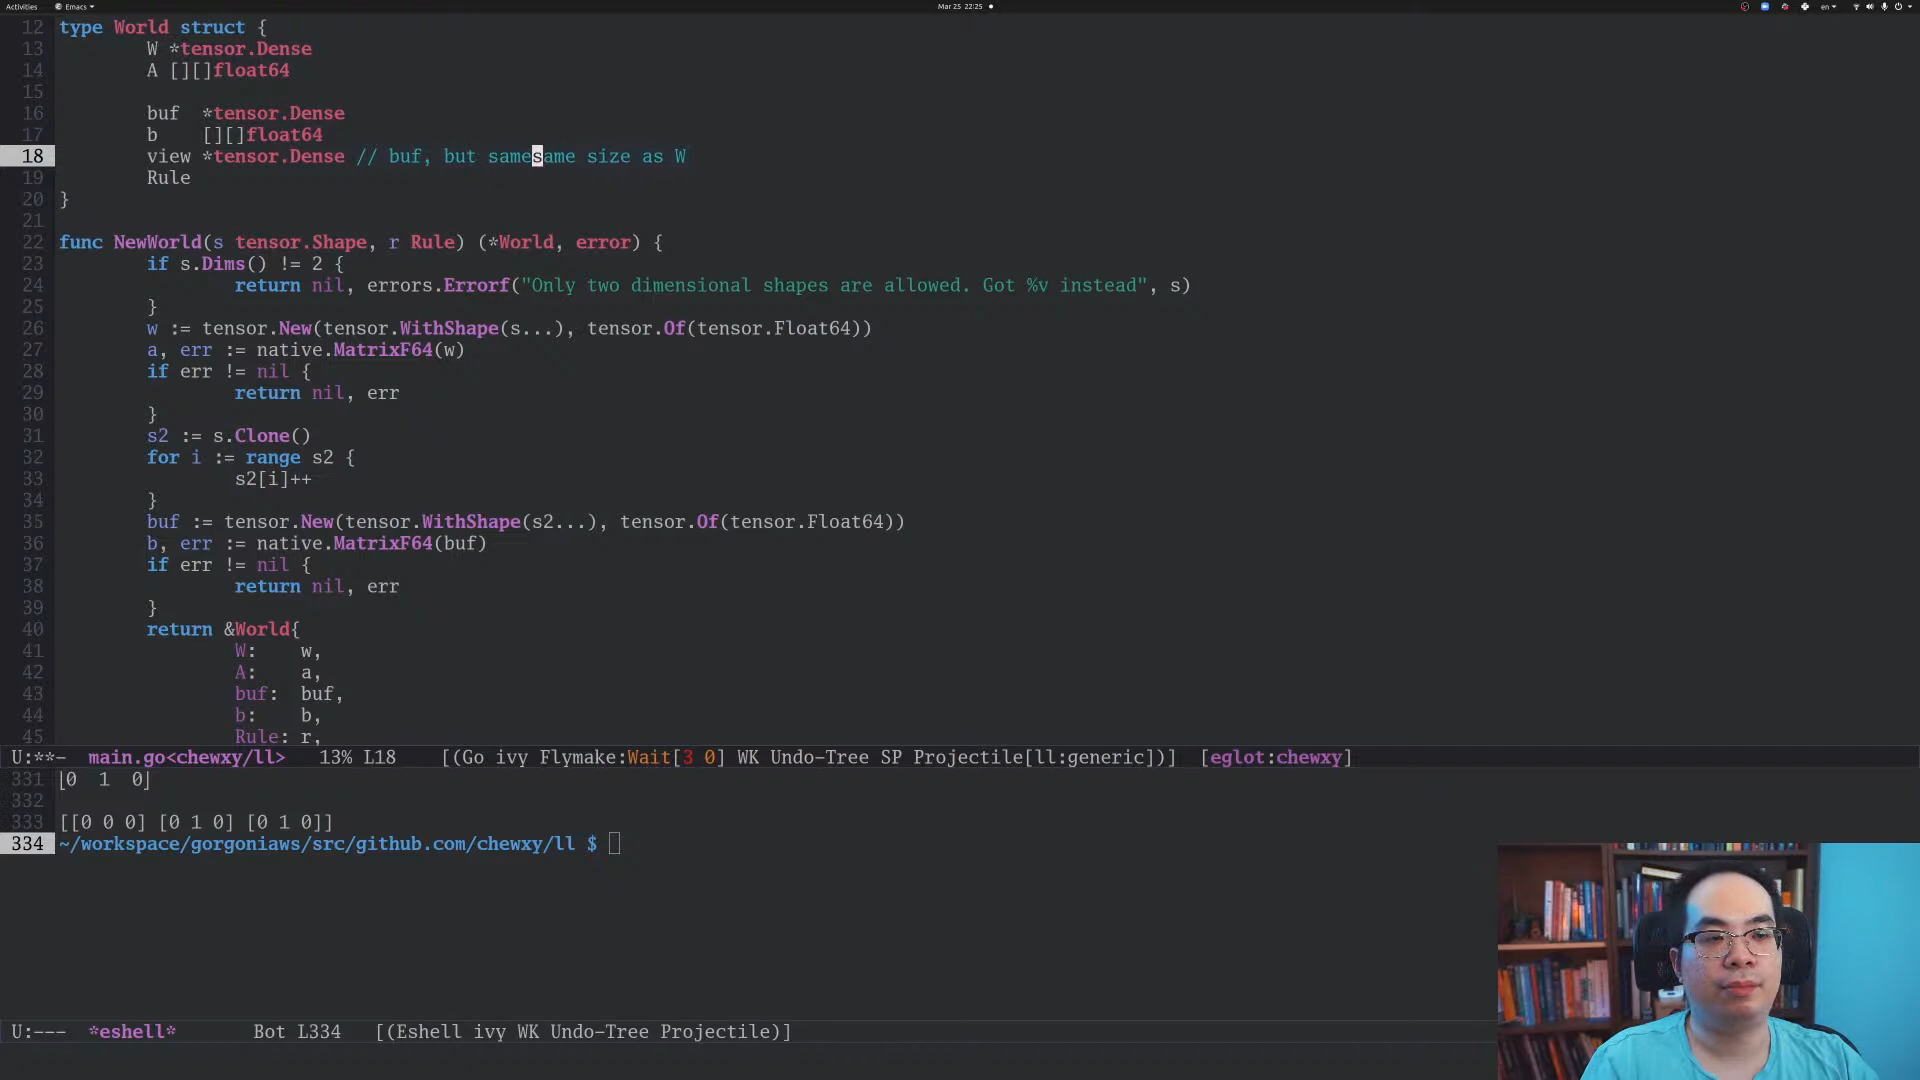 Activities Emacs Mar 25 22:25 en
12 type World struct {
13 W *tensor.Dense
14 A [][]float64
15
16 buf *tensor.Dense
17 b [][]float64
18 view *tensor.Dense // buf, but samesame size as W
19 Rule
20 }
21
22 func NewWorld(s tensor.Shape, r Rule) (*World, error) {
23 if s.Dims() != 2 {
24 return nil, errors.Errorf("Only two dimensional shapes are allowed. Got %v instead", s)
25 }
26 w := tensor.New(tensor.WithShape(s...), tensor.Of(tensor.Float64))
27 a, err := native.MatrixF64(w)
28 if err != nil {
29 return nil, err
30 }
31 s2 := s.Clone()
32 for i := range s2 {
33 s2[i]++
34 }
35 buf := tensor.New(tensor.WithShape(s2...), tensor.Of(tensor.Float64))
36 b, err := native.MatrixF64(buf)
37 if err != nil {
38 return nil, err
39 }
40 return &World{
41 W: w,
42 A: a,
43 buf: buf,
44 b: b,
45 Rule: r,
U:**- main.go<chewxy/ll> 13% L18 [(Go ivy Flymake:Wait[3 0] WK Undo-Tree SP Projectile[ll:generic])] [eglot:chewxy]
331 ⌊0 1 0⌋
332
333 [[0 0 0] [0 1 0] [0 1 0]]
334 ~/workspace/gorgoniaws/src/github.com/chewxy/ll $
U:--- *eshell* Bot L334 [(Eshell ivy WK Undo-Tree Projectile)]